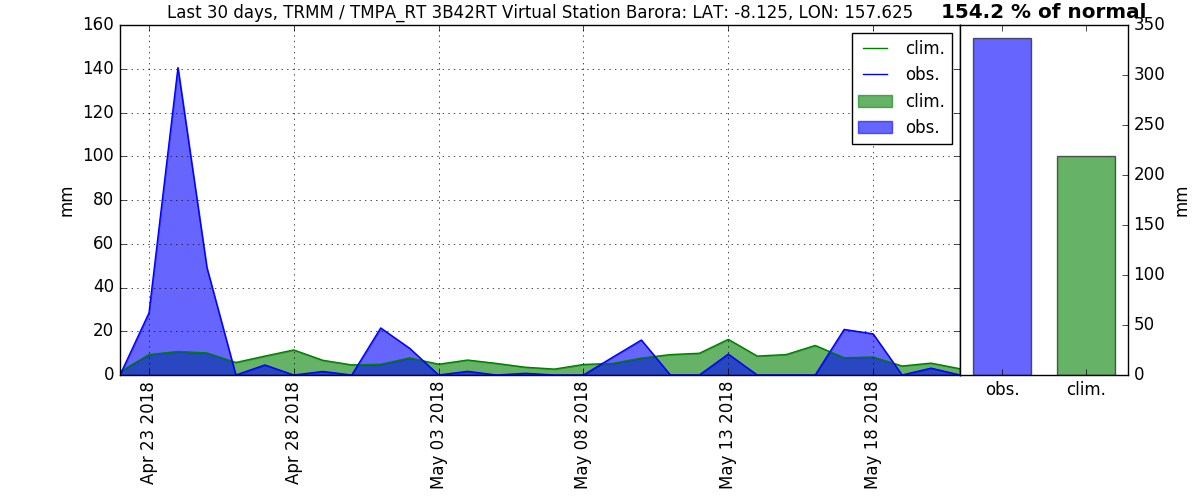 Last 30 days, TRMM / TMPA_RT 3B42RT Virtual Station Barora: LAT: -8.125, LON: 157.625
154.2 % of normal
160
140
120
100
80
60
40
20
0
mm
clim.
obs.
clim.
obs.
Apr 23 2018
Apr 28 2018
May 03 2018
May 08 2018
May 13 2018
May 18 2018
350
300
250
200
150
100
50
0
mm
obs.
clim.